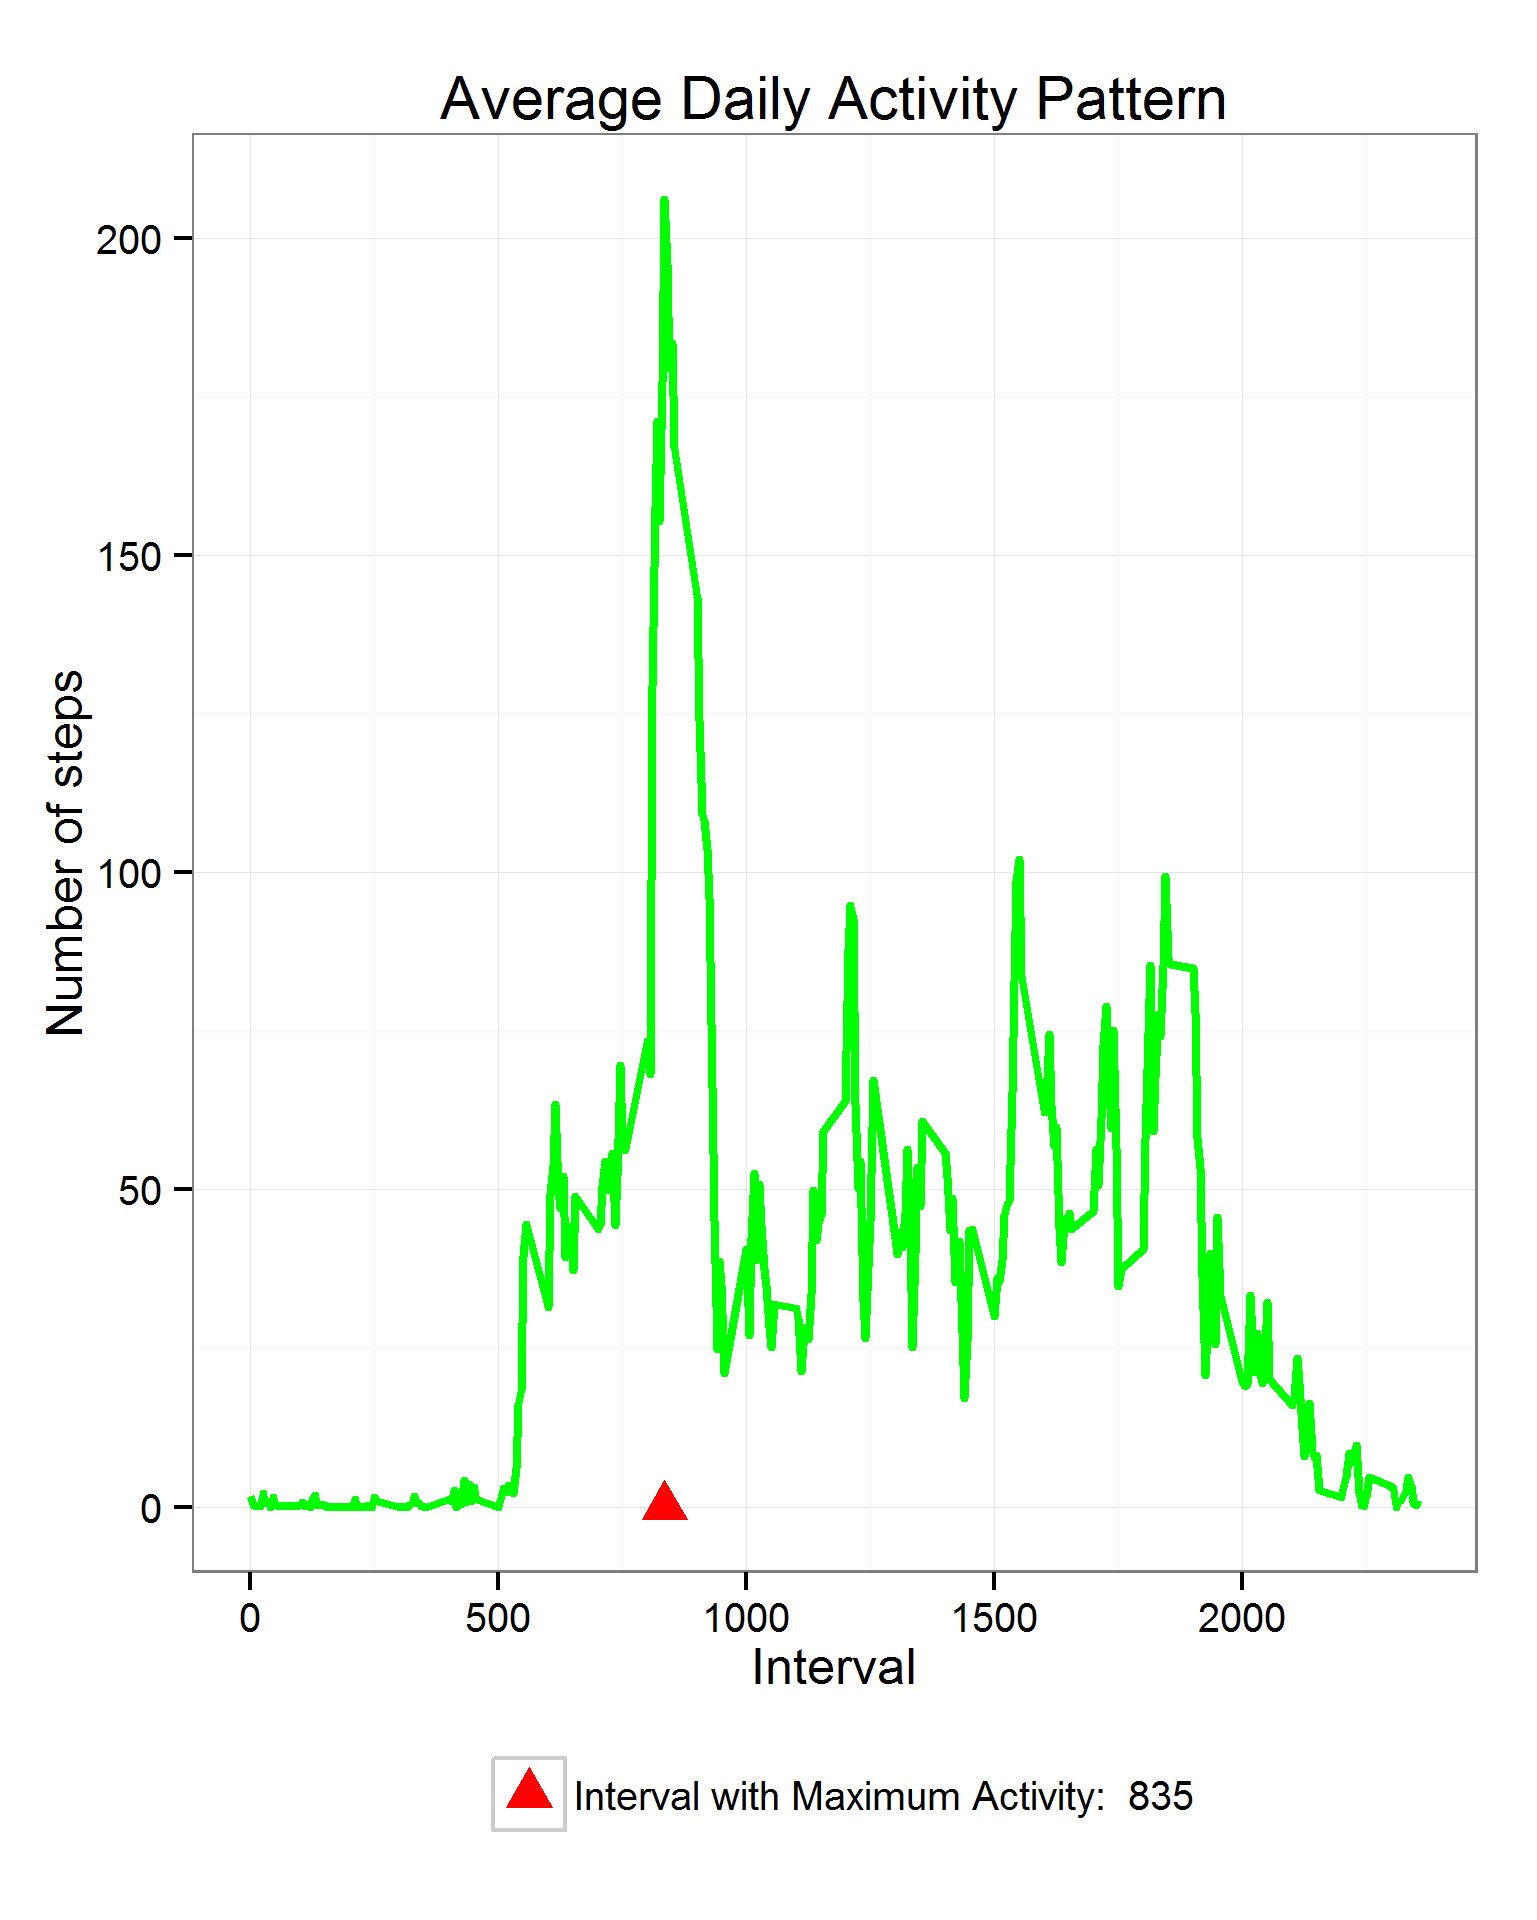 Average Daily Activity Pattern
Number of steps
200
150
100
50
0
0 500 1000 1500 2000
Interval
Interval with Maximum Activity: 835